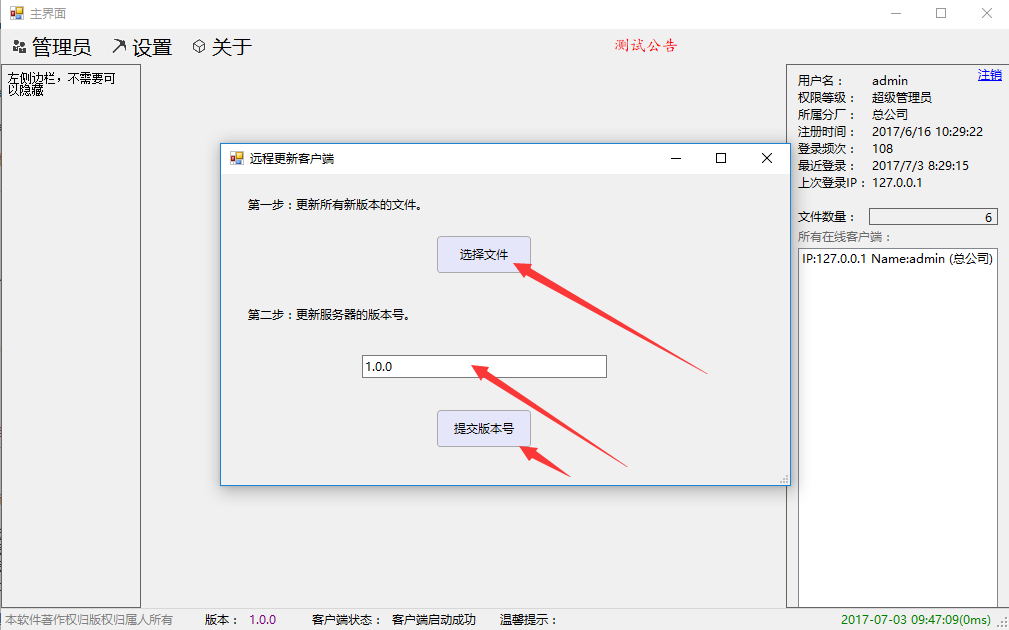 主界面
管理员 设置 关于
测试公告
左侧边栏，不需要可
以隐藏
注销
用户名： admin
权限等级： 超级管理员
所属分厂： 总公司
注册时间： 2017/6/16 10:29:22
登录频次： 108
最近登录： 2017/7/3 8:29:15
上次登录IP： 127.0.0.1
文件数量： 6
所有在线客户端：
IP:127.0.0.1 Name:admin (总公司)
远程更新客户端
第一步：更新所有新版本的文件。
选择文件
第二步：更新服务器的版本号。
1.0.0
提交版本号
本软件著作权归版权归属人所有 版本： 1.0.0 客户端状态： 客户端启动成功 温馨提示： 2017-07-03 09:47:09(0ms)